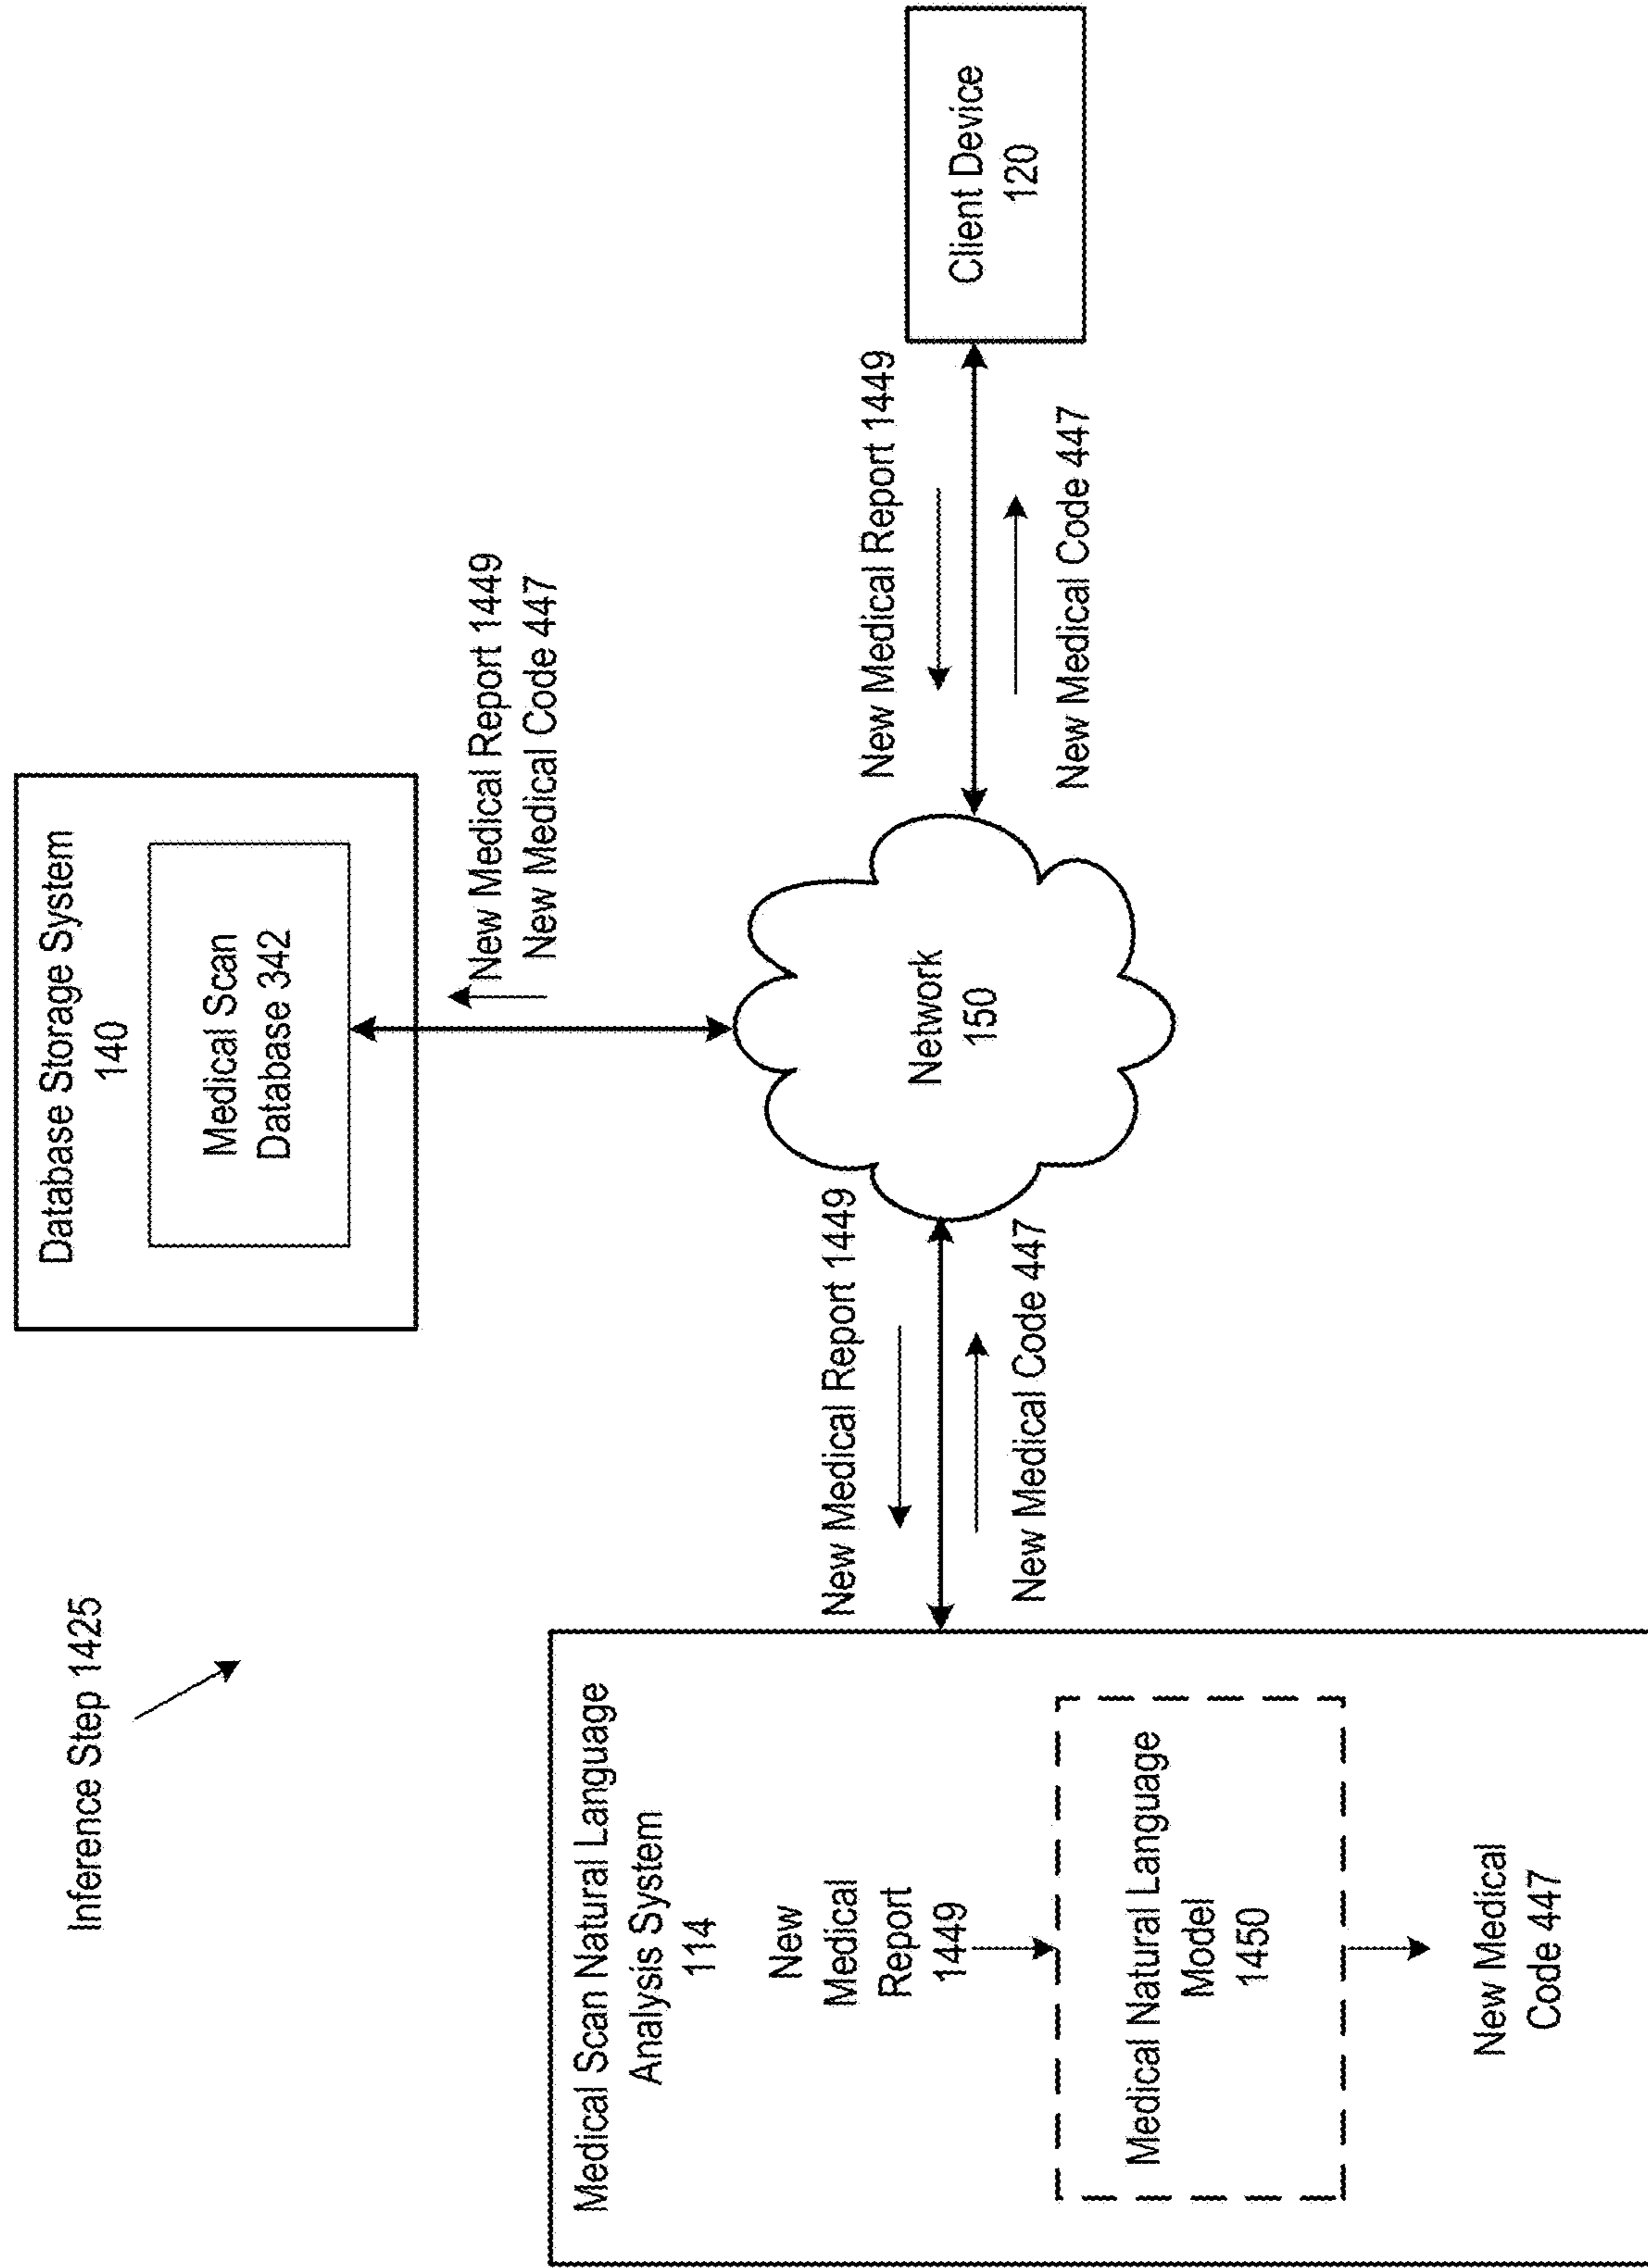 Inference Step 1425
Database Storage System
140
Medical Scan
Database 342
New Medical Report 1449
New Medical Code 447
Medical Scan Natural Language
Analysis System
114
New
Medical
Report
1449
Medical Natural Language
Model
1450
New Medical
Code 447
New Medical Report 1449
New Medical Code 447
Network
150
New Medical Report 1449
New Medical Code 447
Client Device
120